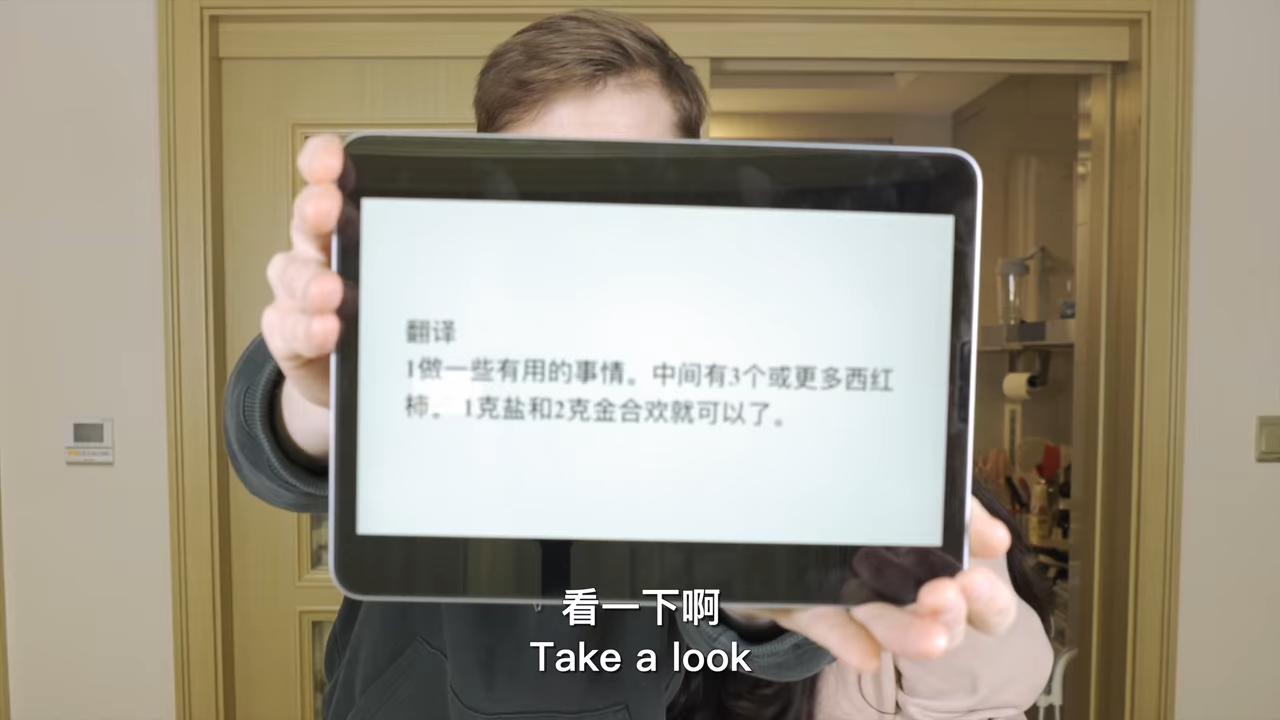 翻译
1做一些有用的事情。中间有3个或更多西红
柿。 1克盐和2克金合欢就可以了。
看一下啊
Take a look